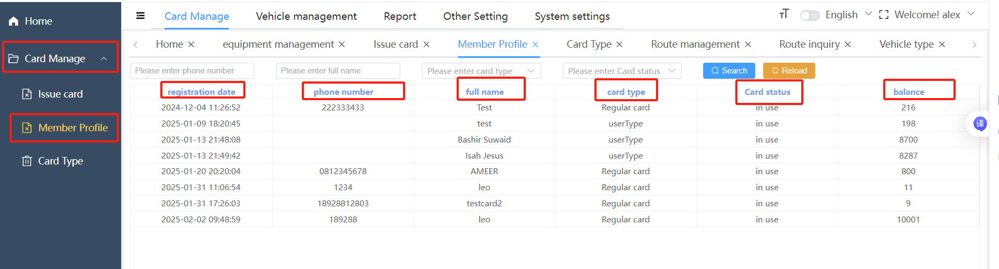 Home
Card Manage
Issue card
Member Profile
Card Type
Card Manage Vehicle management Report Other Setting System settings
English Welcome! alex
Home equipment management Issue card Member Profile Card Type Route management Route inquiry Vehicle type
Please enter phone number Please enter full name Please enter card type Please enter Card status Search Reload
registration date phone number full name card type Card status balance
2024-12-04 11:26:52 222333433 Test Regular card in use 216
2025-01-09 18:20:45 test userType in use 198
2025-01-13 21:48:08 Bashir Suwaid userType in use 8700
2025-01-13 21:49:42 Isah Jesus userType in use 8287
2025-01-20 20:20:04 0812345678 AMEER Regular card in use 800
2025-01-31 11:06:54 1234 leo Regular card in use 11
2025-01-31 17:26:03 18928812803 testcard2 Regular card in use 9
2025-02-02 09:48:59 189288 leo Regular card in use 10001
译